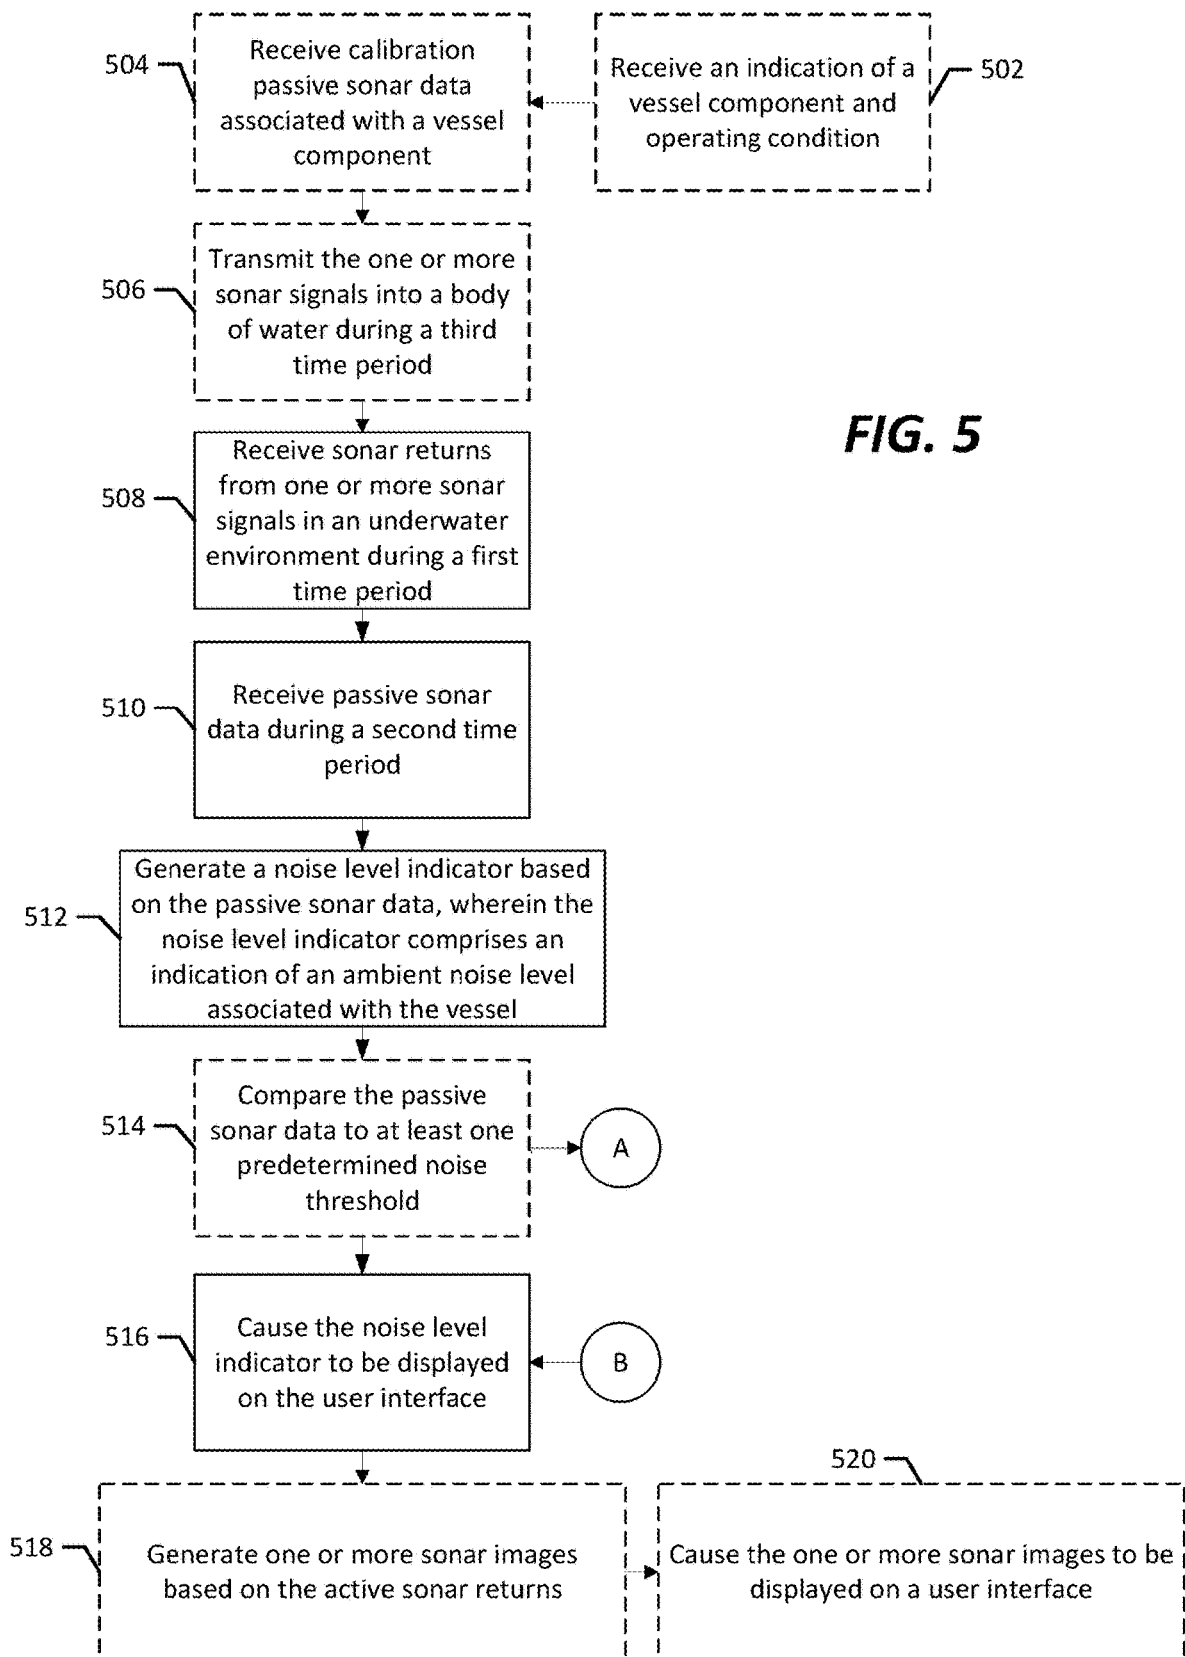 504
Receive calibration
passive sonar data
associated with a vessel
component
Receive an indication of a
vessel component and
operating condition
502
506
Transmit the one or more
sonar signals into a body
of water during a third
time period
FIG. 5
508
Receive sonar returns
from one or more sonar
signals in an underwater
environment during a first
time period
510
Receive passive sonar
data during a second time
period
512
Generate a noise level indicator based
on the passive sonar data, wherein the
noise level indicator comprises an
indication of an ambient noise level
associated with the vessel
514
Compare the passive
sonar data to at least one
predetermined noise
threshold
A
516
Cause the noise level
indicator to be displayed
on the user interface
B
518
Generate one or more sonar images
based on the active sonar returns
520
Cause the one or more sonar images to be
displayed on a user interface